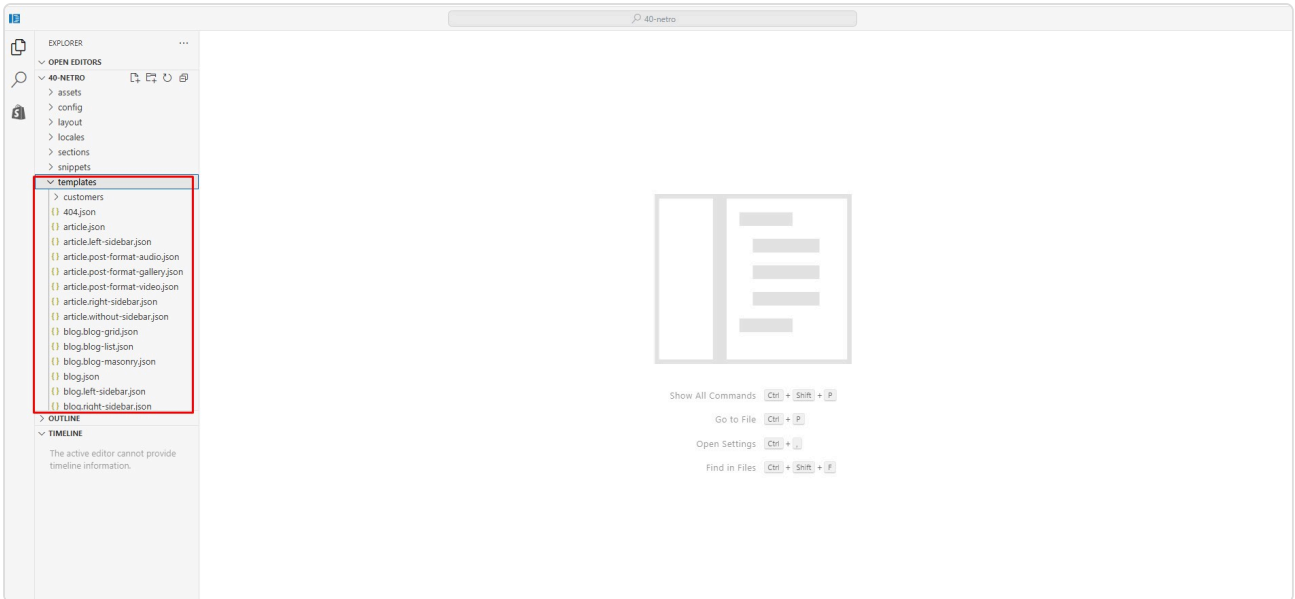 40-netro
EXPLORER ...
OPEN EDITORS
40-NETRO
assets
config
layout
locales
sections
snippets
templates
customers
{} 404.json
{} article.json
{} article.left-sidebar.json
{} article.post-format-audio.json
{} article.post-format-gallery.json
{} article.post-format-video.json
{} article.right-sidebar.json
{} article.without-sidebar.json
{} blog.blog-grid.json
{} blog.blog-list.json
{} blog.blog-masonry.json
{} blog.json
{} blog.left-sidebar.json
{} blog.right-sidebar.json
OUTLINE
TIMELINE
The active editor cannot provide
timeline information.
Show All Commands Ctrl + Shift + P
Go to File Ctrl + P
Open Settings Ctrl + ,
Find in Files Ctrl + Shift + F